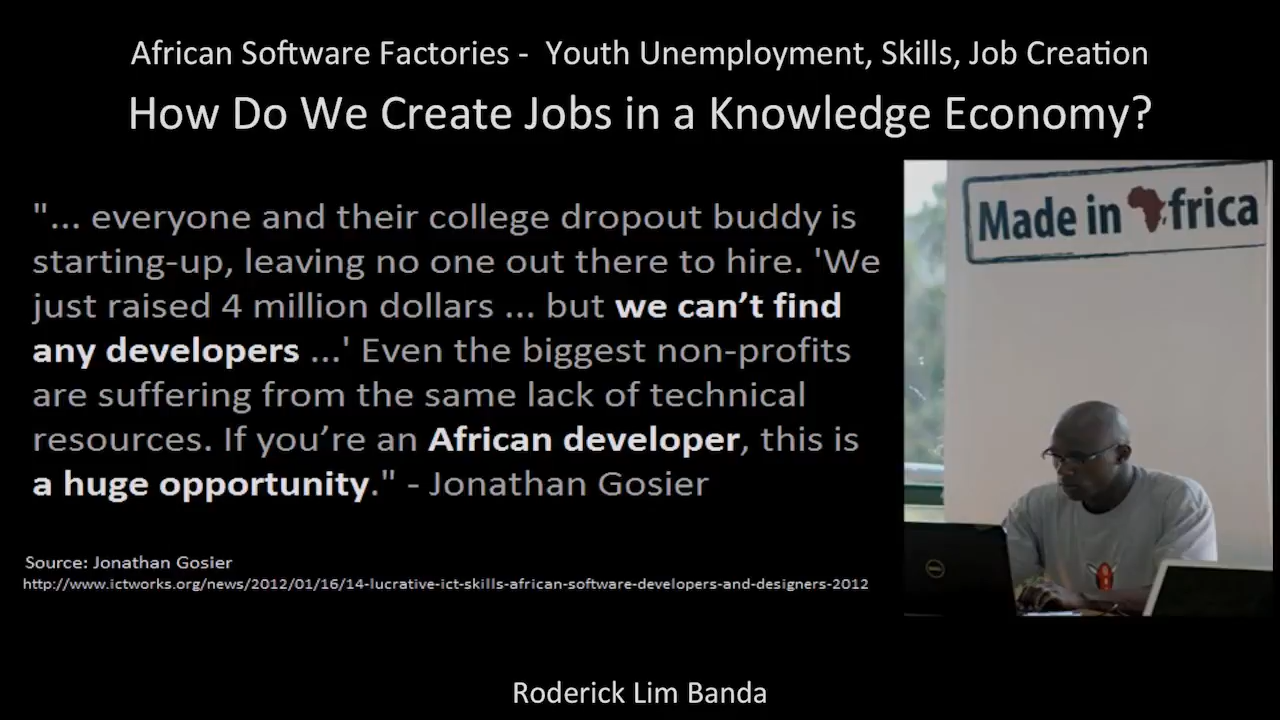 African Software Factories - Youth Unemployment, Skills, Job Creation
How Do We Create Jobs in a Knowledge Economy?
"... everyone and their college dropout buddy is
starting-up, leaving no one out there to hire. 'We
just raised 4 million dollars ... but we can’t find
any developers ...' Even the biggest non-profits
are suffering from the same lack of technical
resources. If you’re an African developer, this is
a huge opportunity." - Jonathan Gosier
Made in Africa
DELL
Source: Jonathan Gosier
http://www.ictworks.org/news/2012/01/16/14-lucrative-ict-skills-african-software-developers-and-designers-2012
Roderick Lim Banda